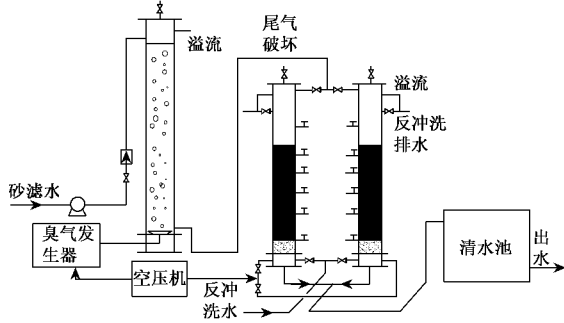 尾气
破坏
溢流
溢流
反冲洗
排水
砂滤水
臭气发
生器
空压机
反冲
洗水
清水池
出
水